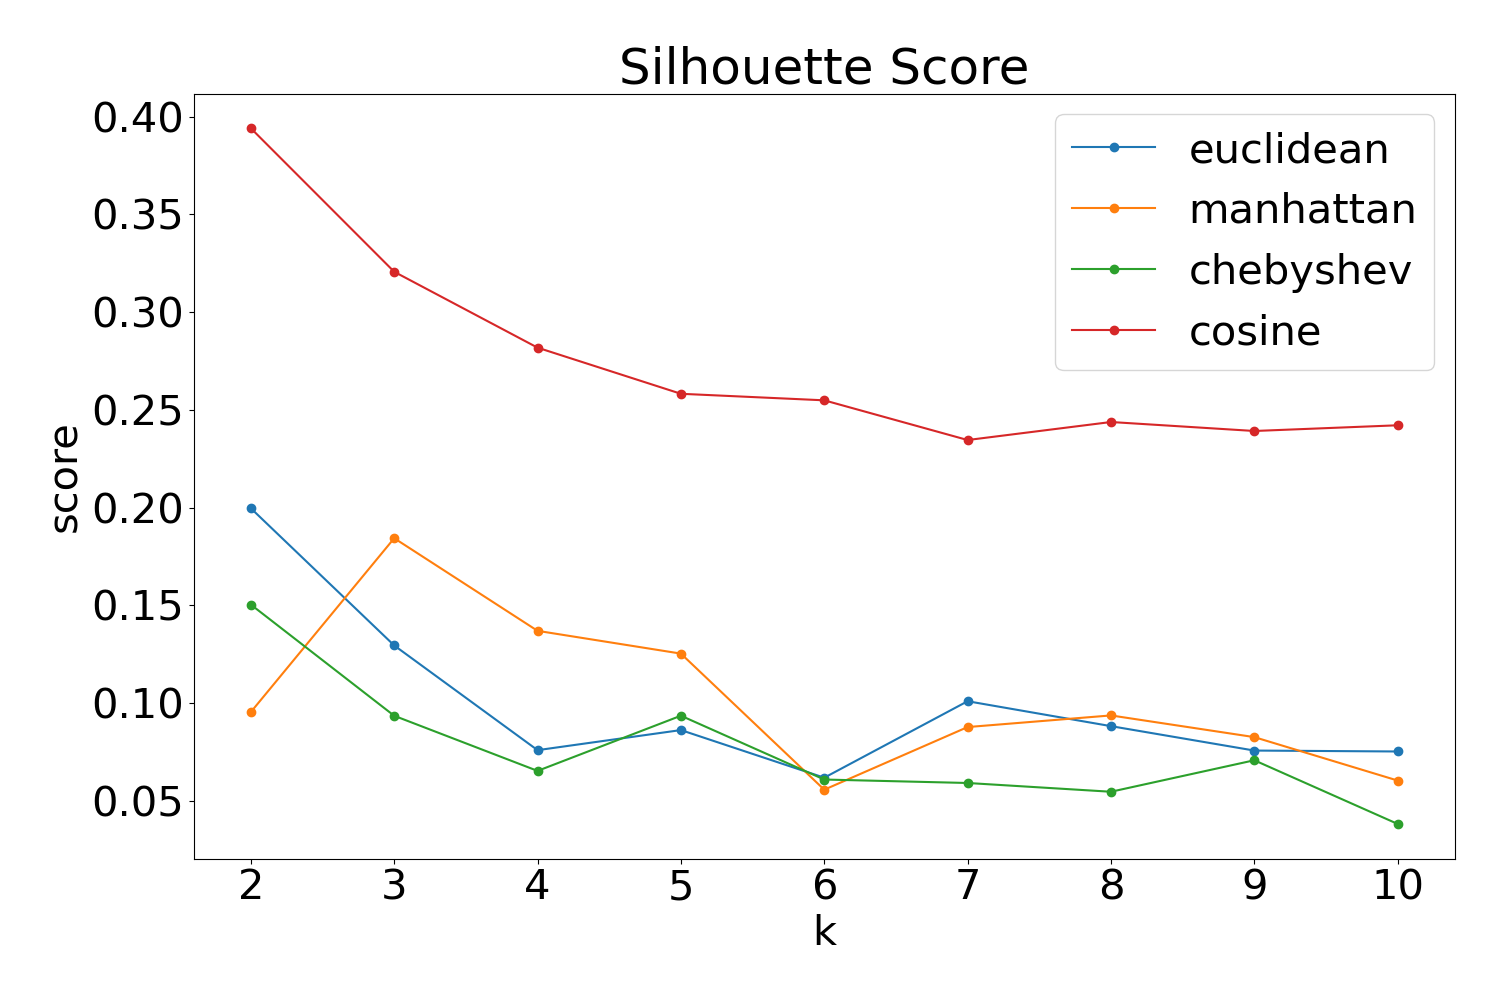 Silhouette Score
euclidean
manhattan
chebyshev
cosine
0.40
0.35
0.30
0.25
0.20
0.15
0.10
0.05
score
2 3 4 5 6 7 8 9 10
k